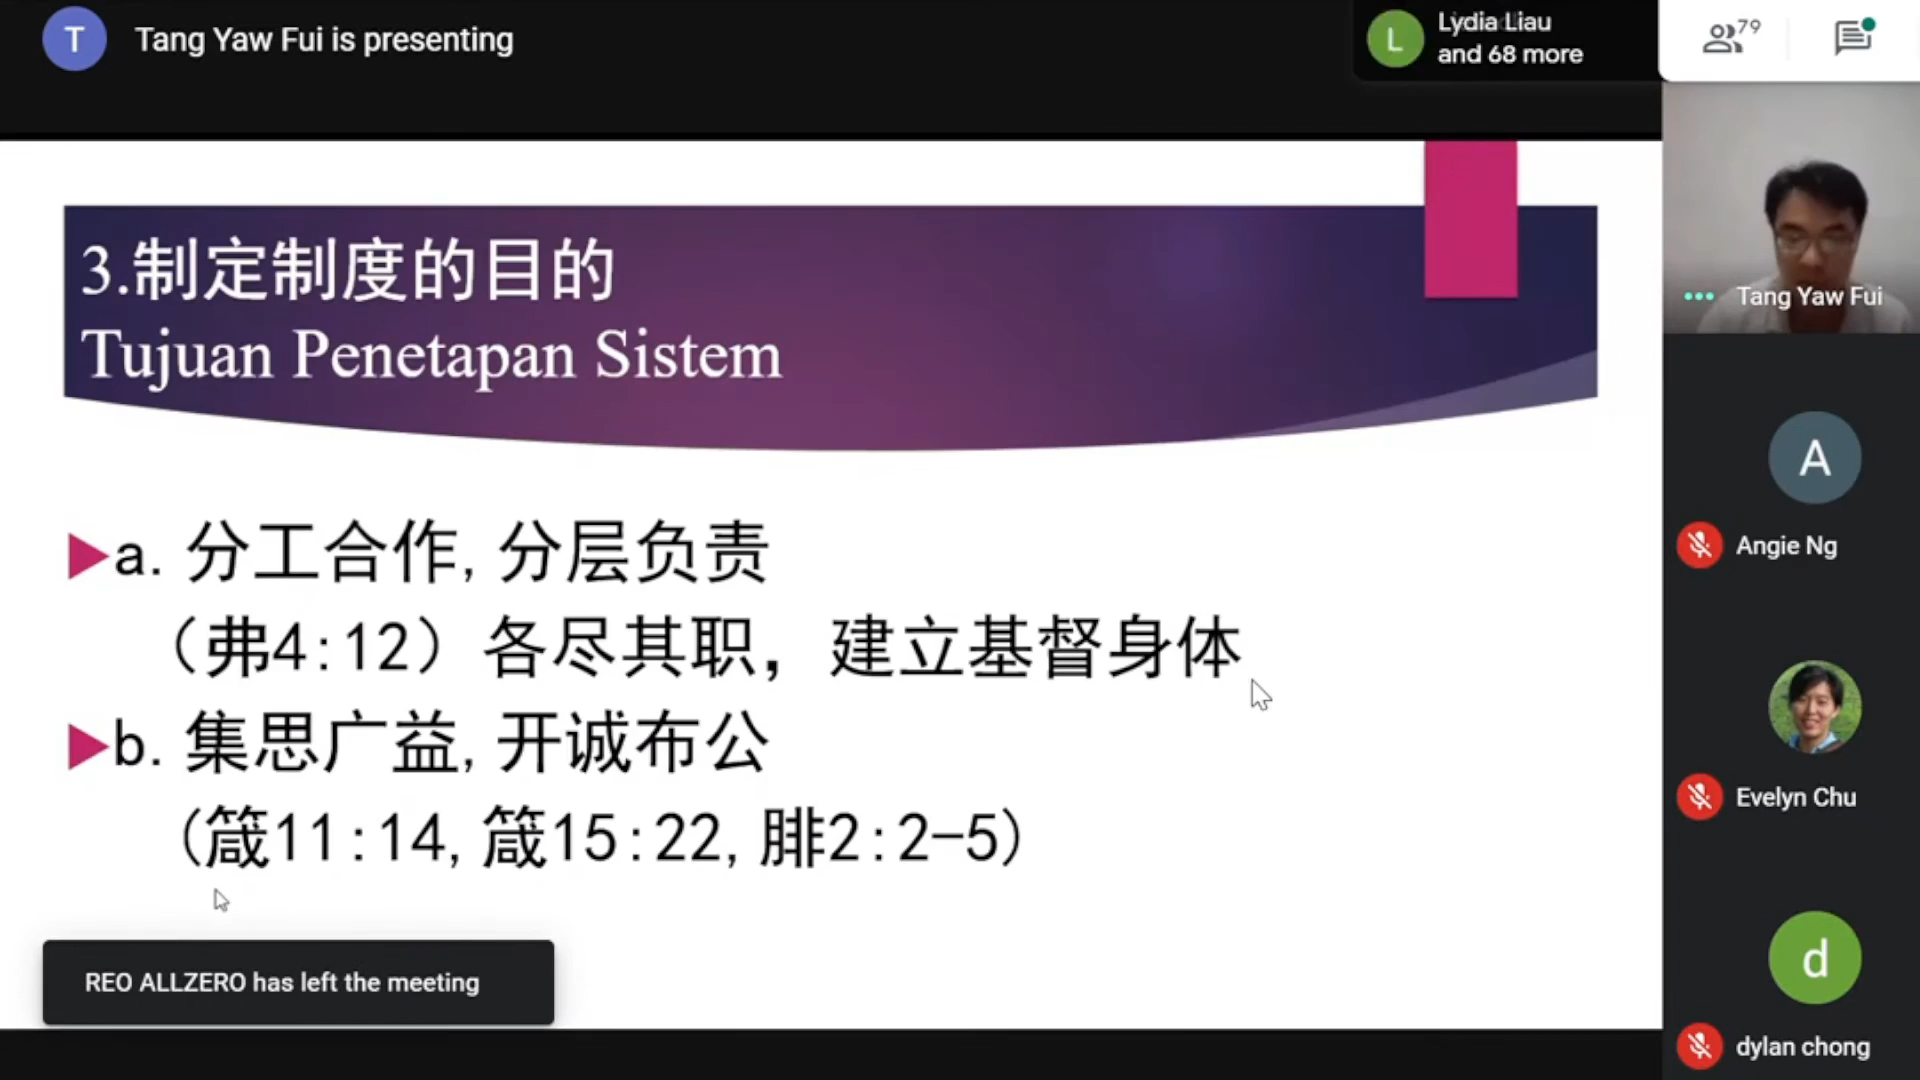 T
Tang Yaw Fui is presenting
L
Lydia Liau
and 68 more
79
3.制定制度的目的
Tujuan Penetapan Sistem
a. 分工合作, 分层负责
（弗4:12）各尽其职，建立基督身体
b. 集思广益, 开诚布公
(箴11:14, 箴15:22, 腓2:2-5)
REO ALLZERO has left the meeting
Tang Yaw Fui
A
Angie Ng
Evelyn Chu
d
dylan chong